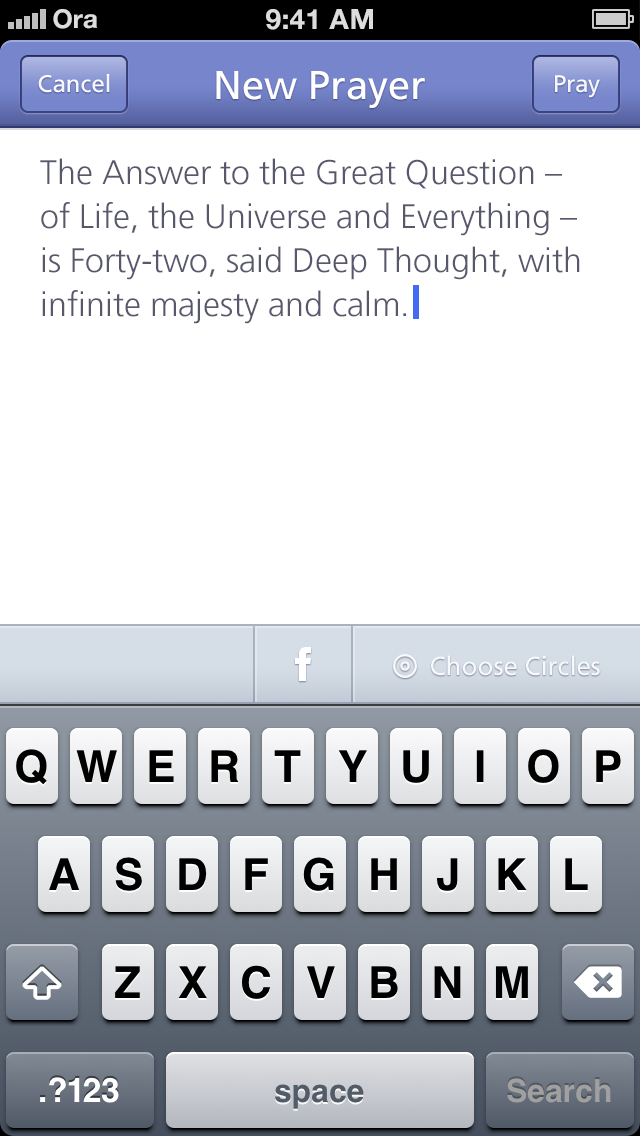 Ora 9:41 AM
Cancel New Prayer Pray
The Answer to the Great Question –
of Life, the Universe and Everything –
is Forty-two, said Deep Thought, with
infinite majesty and calm.
f Choose Circles
Q W E R T Y U I O P
A S D F G H J K L
Z X C V B N M
.?123 space Search